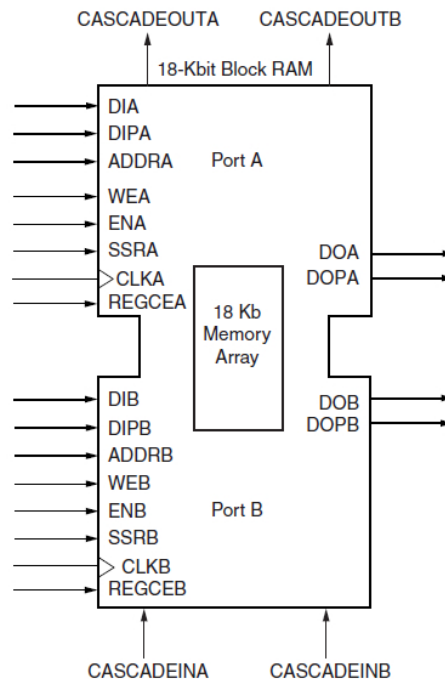 CASCADEOUTA CASCADEOUTB
18-Kbit Block RAM
DIA
DIPA
ADDRA Port A
WEA
ENA
SSRA
CLKA
REGCEA
DOA
DOPA
18 Kb
Memory
Array
DIB
DIPB
ADDRB
WEB
ENB
SSRB
CLKB
REGCEB
DOB
DOPB
Port B
CASCADEINA CASCADEINB